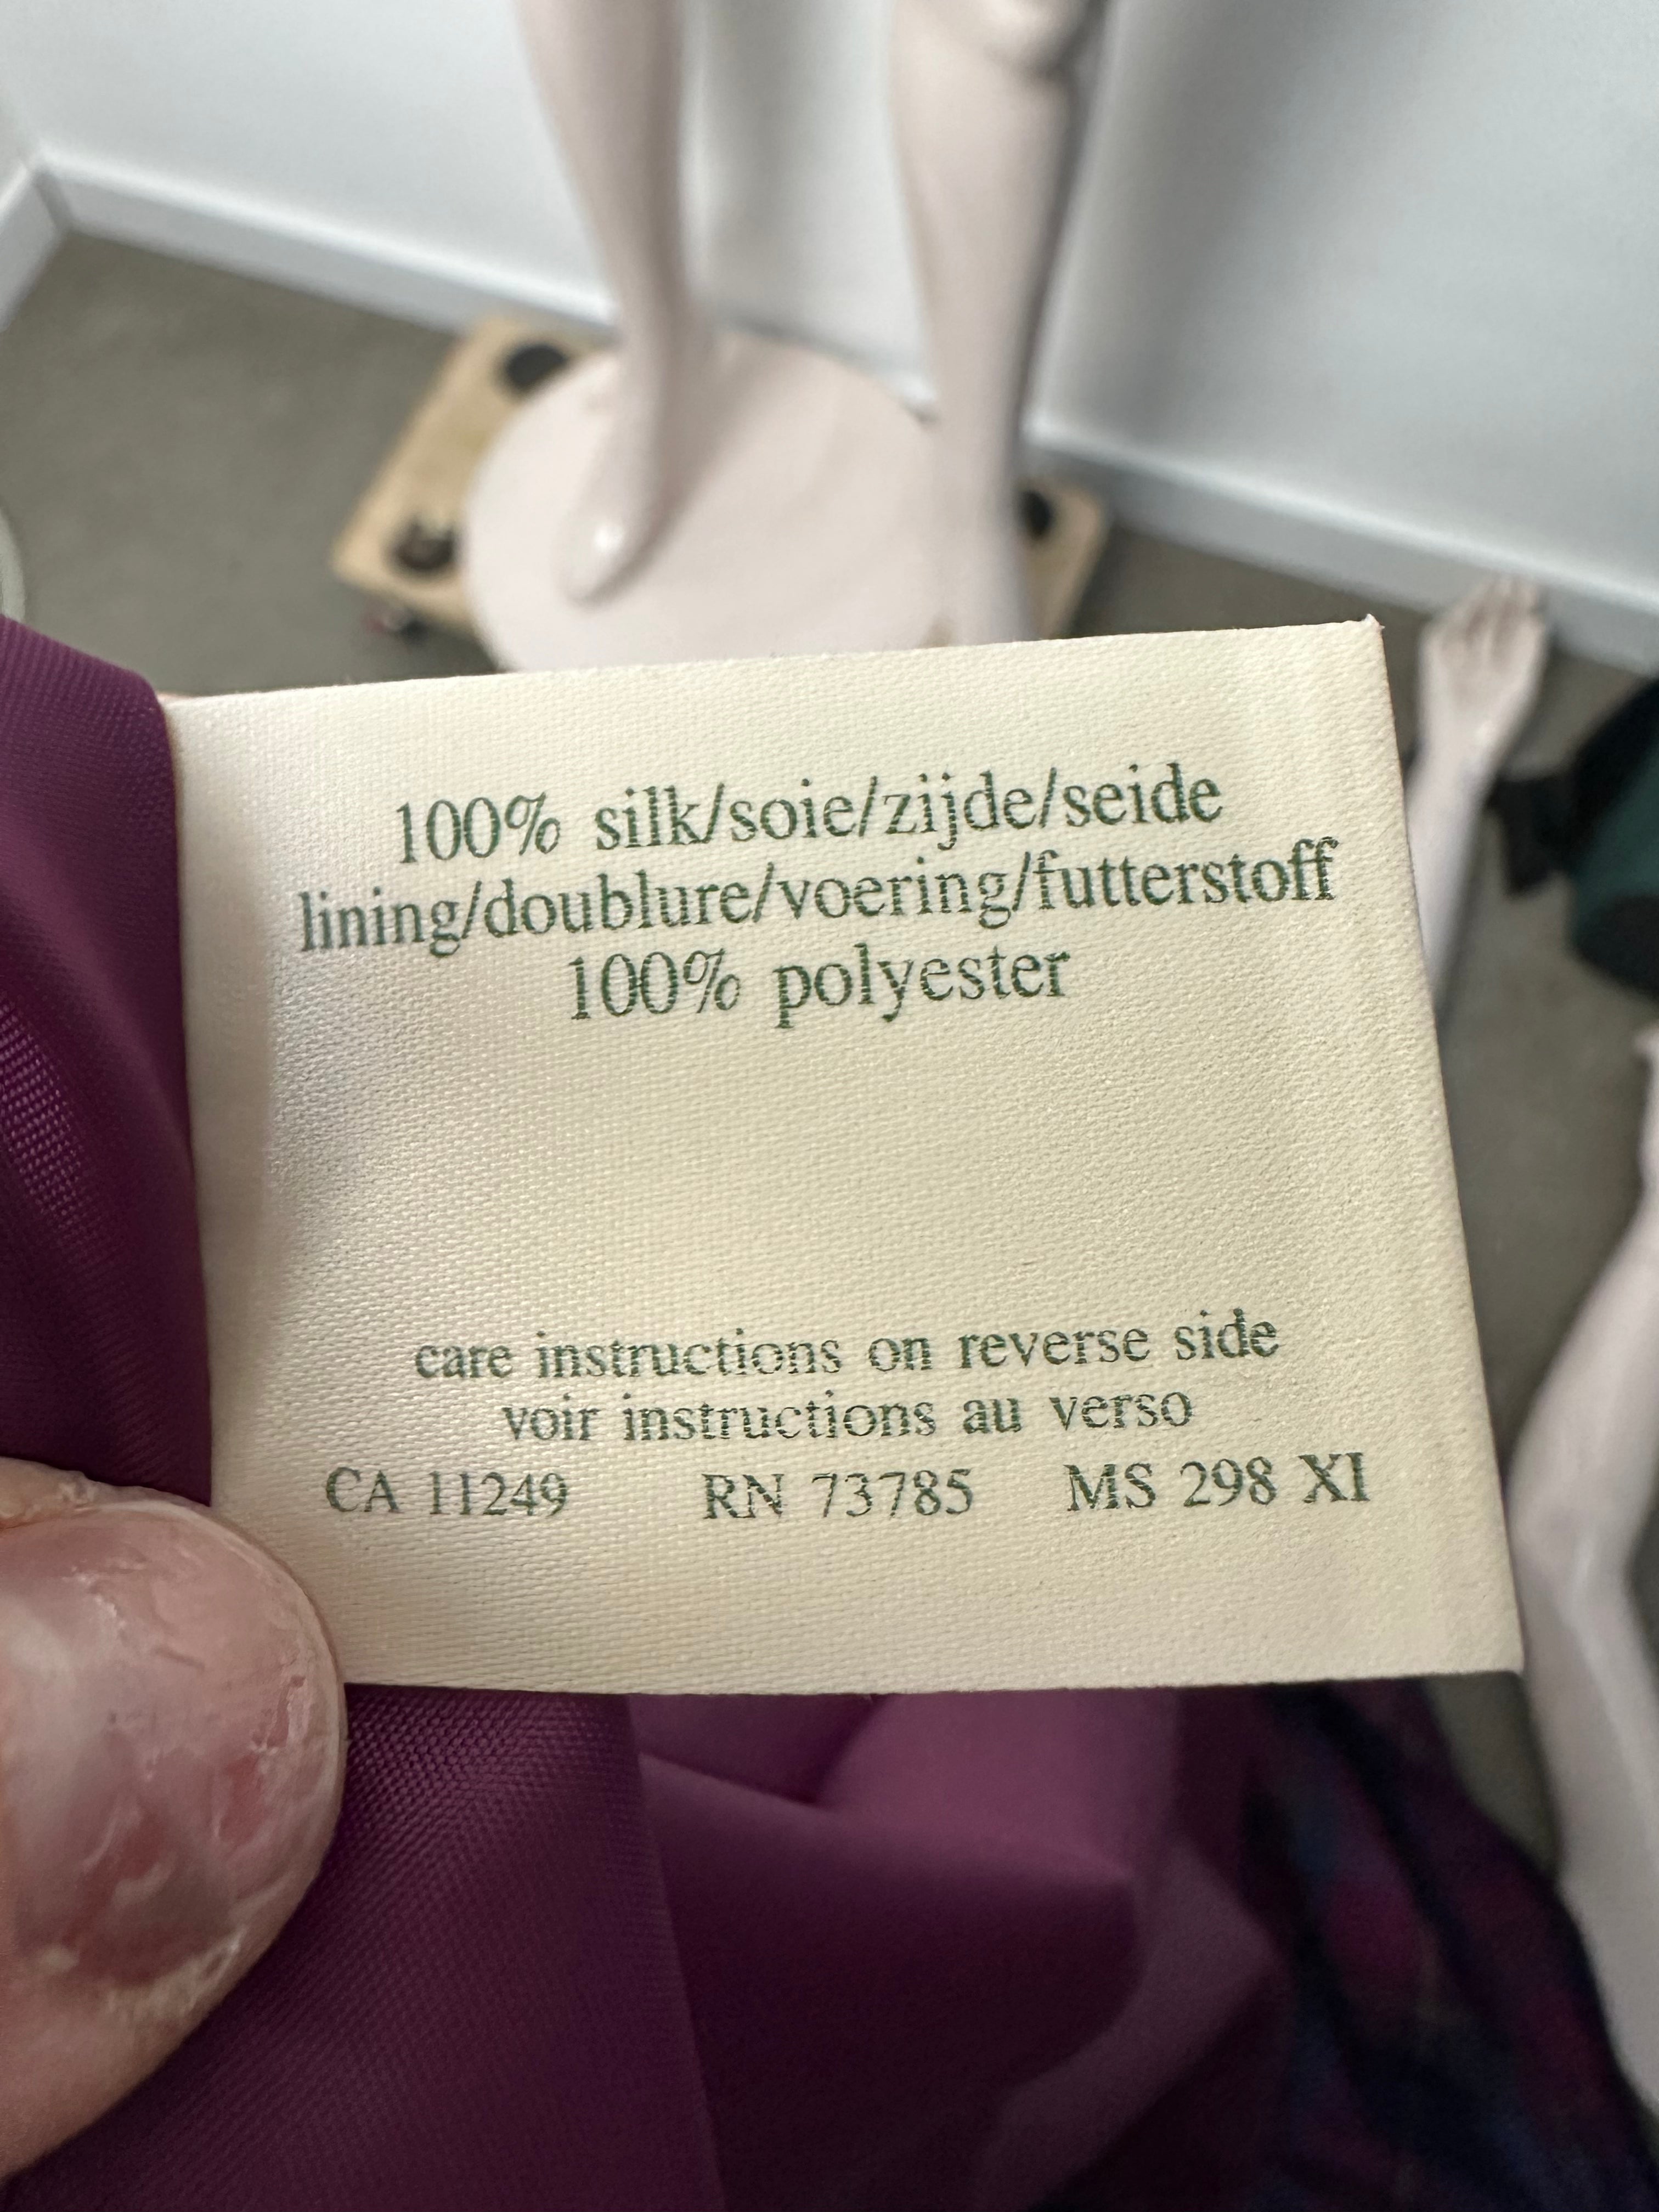 100% silk/soie/zijde/seide
lining/doublure/voering/futterstoff
100% polyester
care instructions on reverse side
voir instructions au verso
CA 11249 RN 73785 MS 298 XI